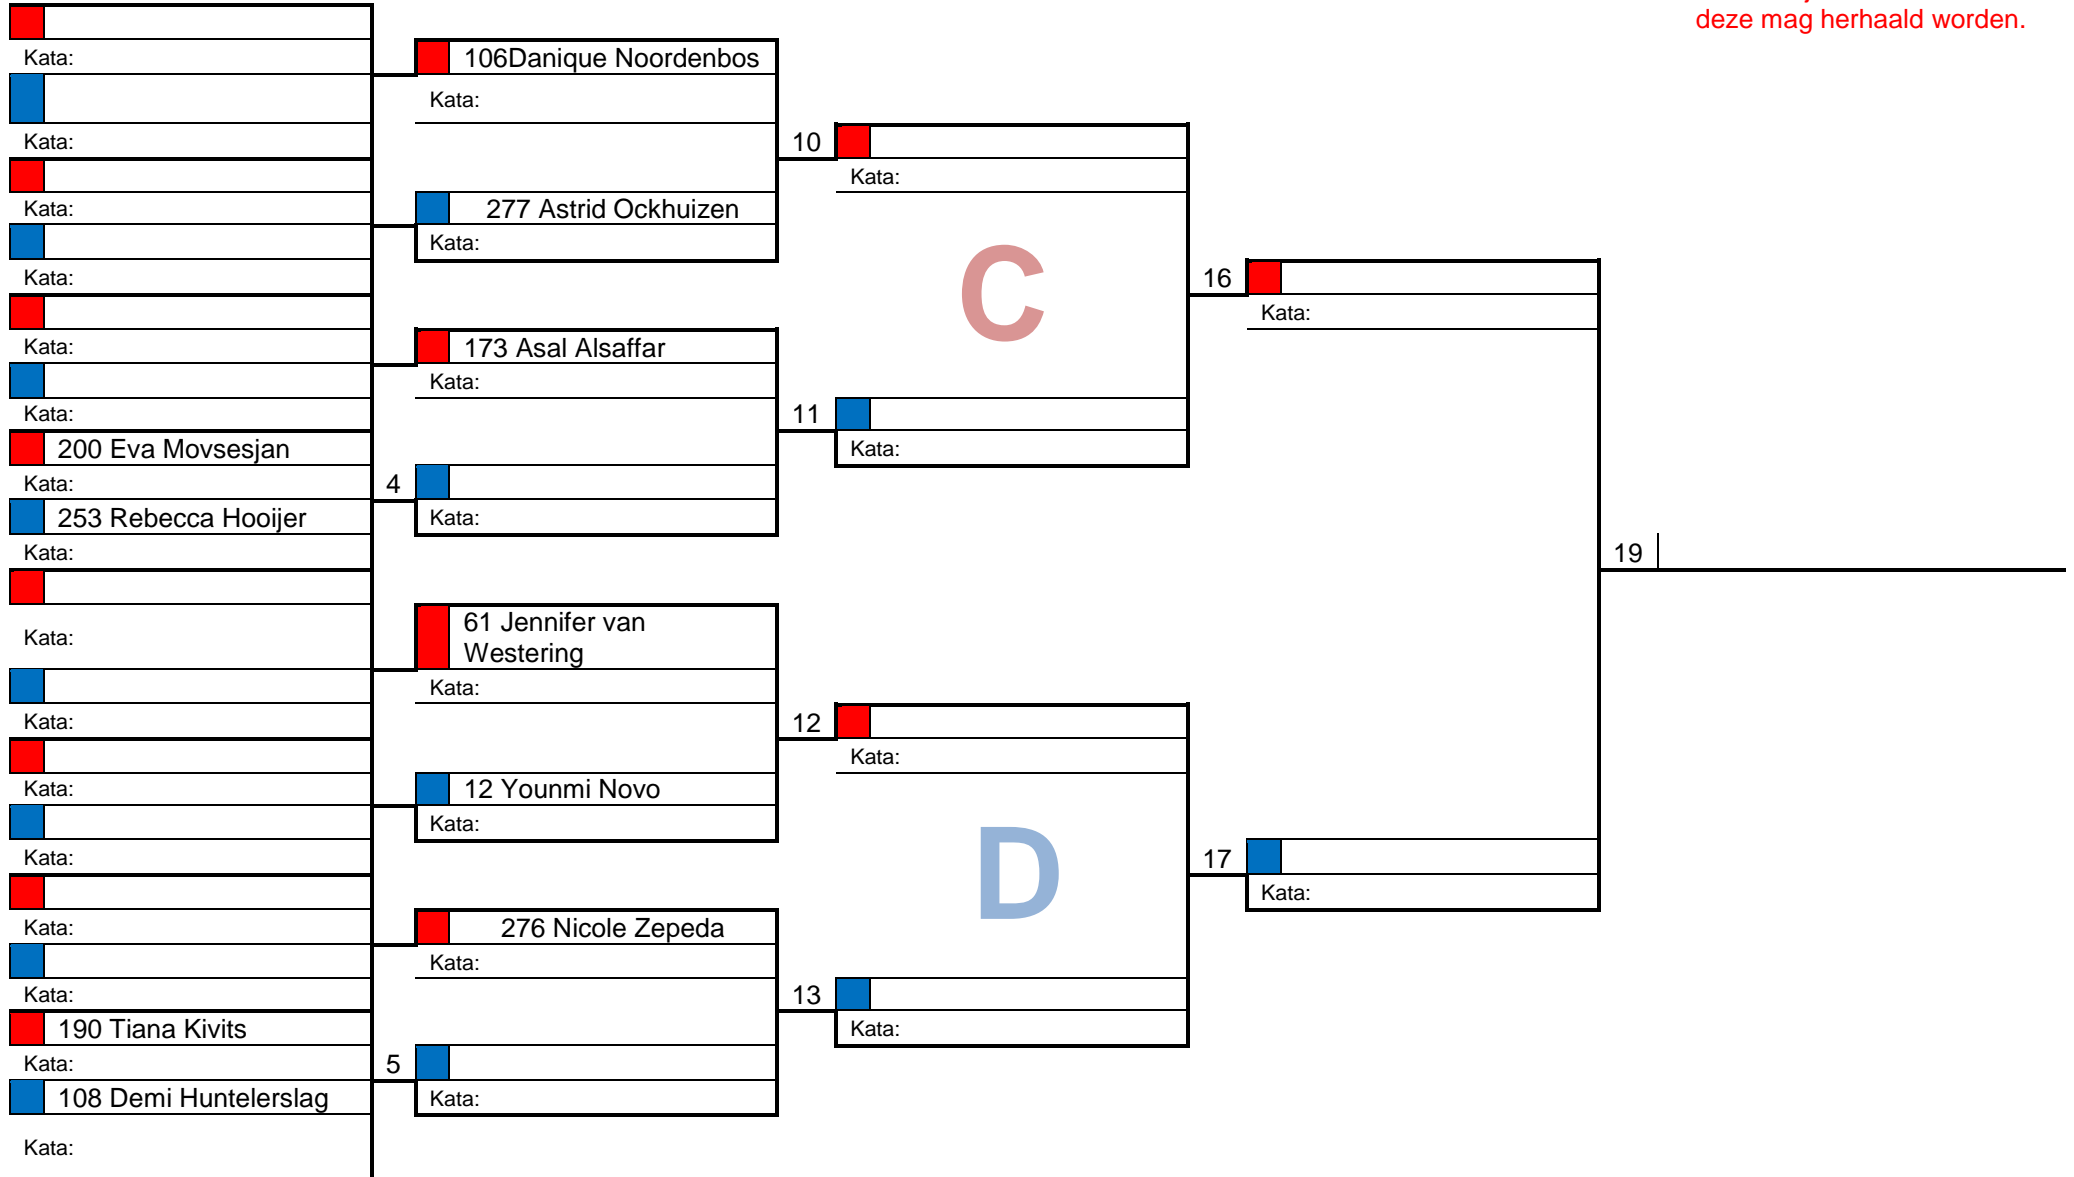 deze mag herhaald worden.
Kata:
106Danique Noordenbos
Kata:
Kata:
10
Kata:
Kata:
277 Astrid Ockhuizen
Kata:
Kata:
C
16
Kata:
Kata:
173 Asal Alsaffar
Kata:
Kata:
11
Kata:
200 Eva Movsesjan
Kata:
4
253 Rebecca Hooijer
Kata:
Kata:
19
61 Jennifer van
Westering
Kata:
Kata:
Kata:
12
Kata:
Kata:
12 Younmi Novo
Kata:
Kata:
D
17
Kata:
Kata:
276 Nicole Zepeda
Kata:
Kata:
13
Kata:
190 Tiana Kivits
Kata:
5
108 Demi Huntelerslag
Kata:
Kata: